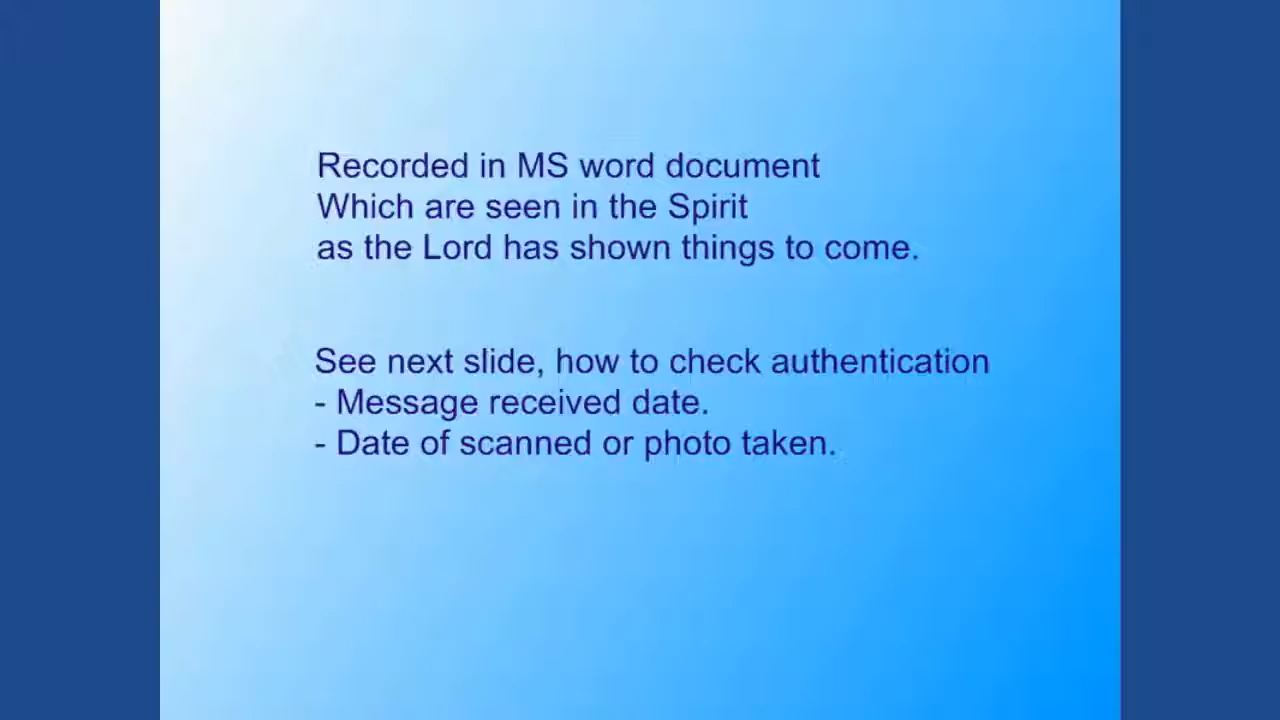 Recorded in MS word document
Which are seen in the Spirit
as the Lord has shown things to come.
See next slide, how to check authentication
- Message received date.
- Date of scanned or photo taken.